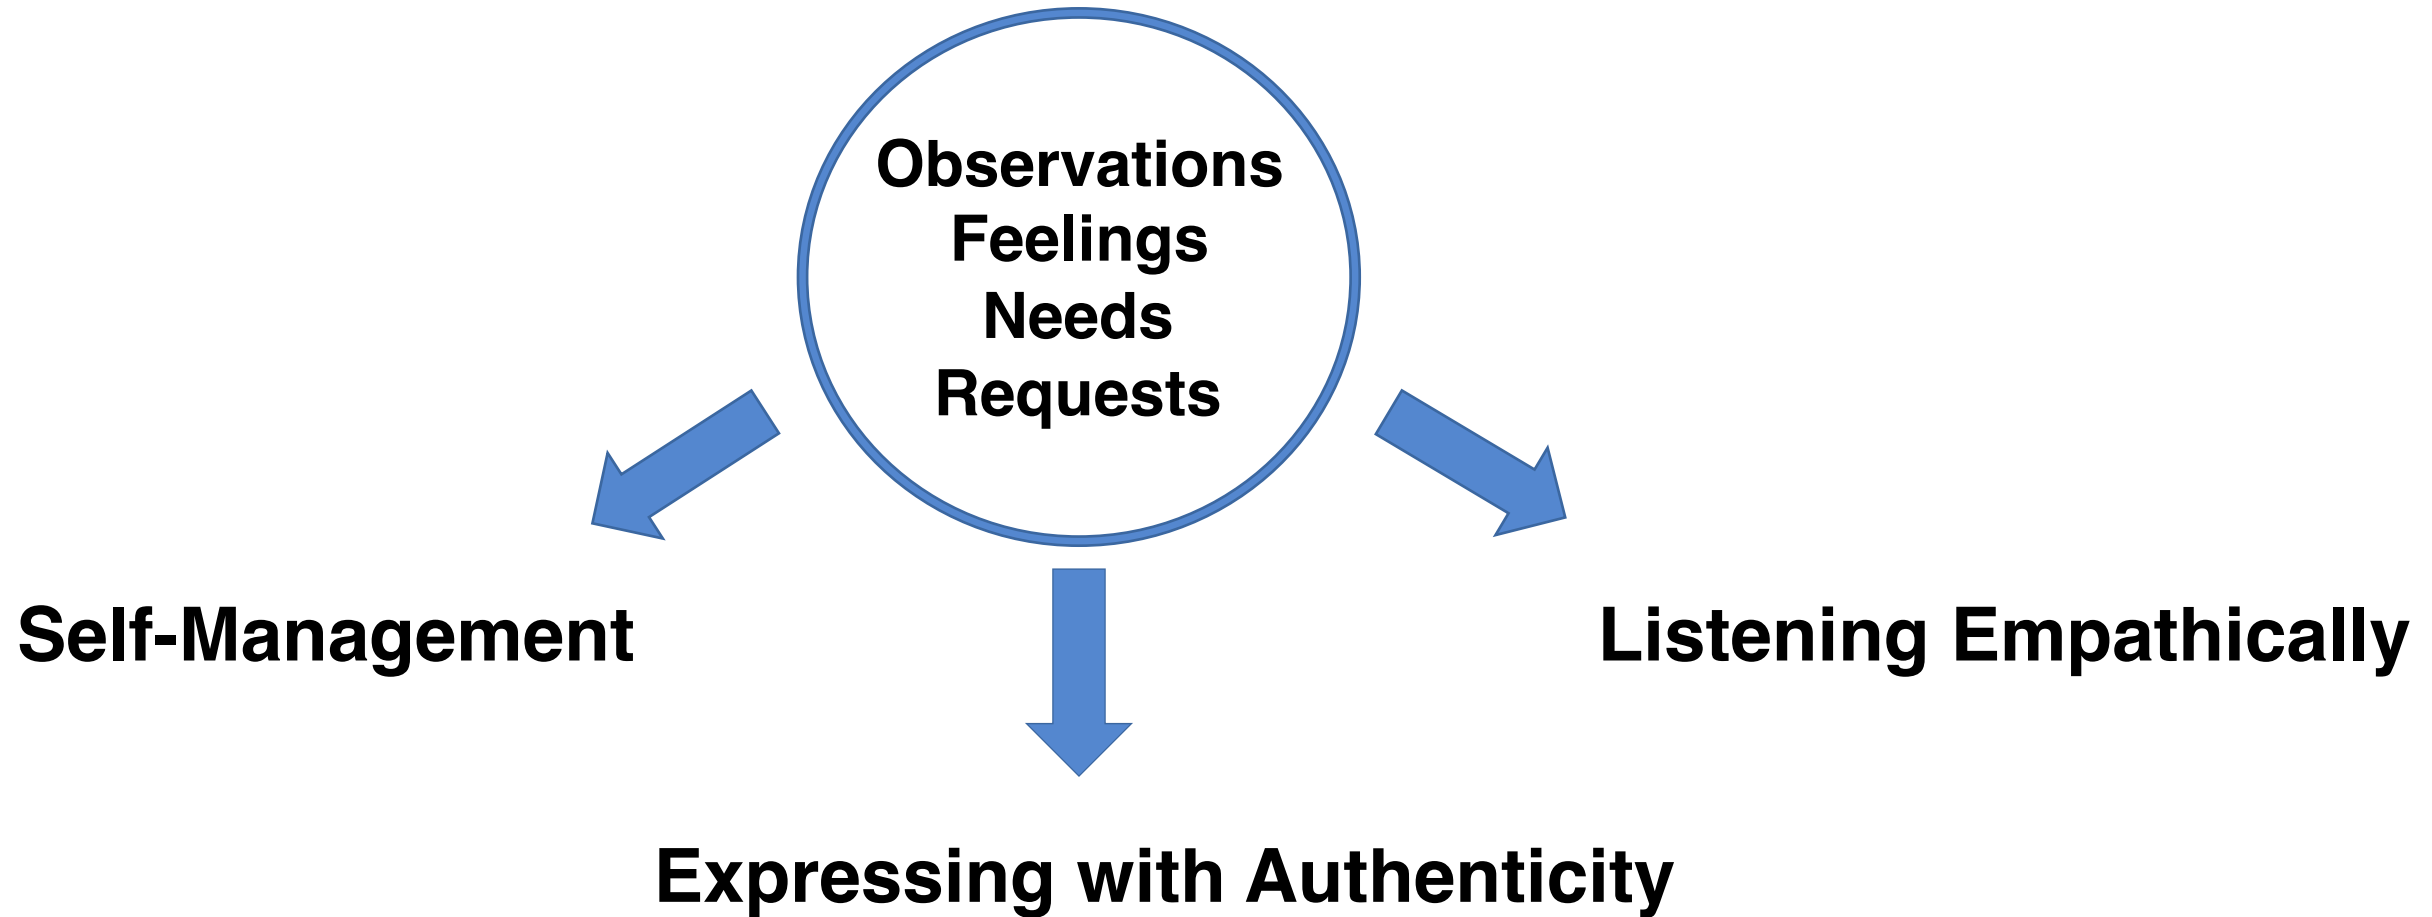 Observations
Feelings
Needs
Requests
Self-Management
Listening Empathically
Expressing with Authenticity